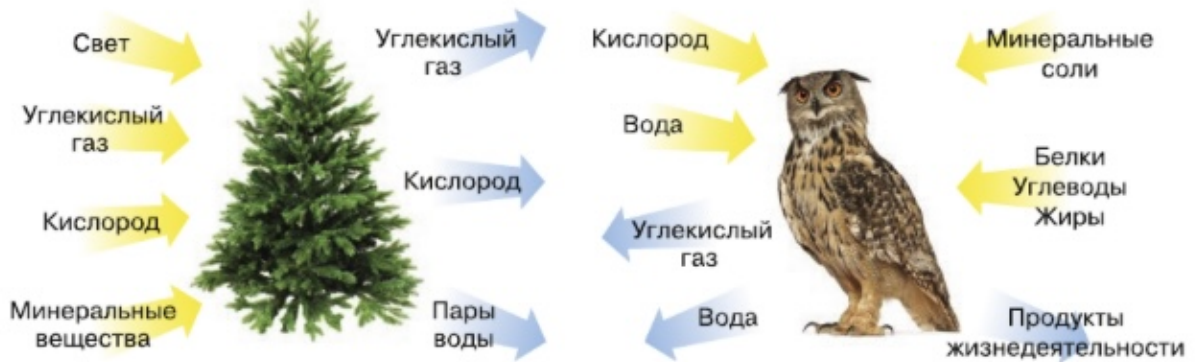 Свет
Углекислый
газ
Кислород
Минеральные
вещества
Углекислый
газ
Кислород
Пары
воды
Кислород
Вода
Углекислый
газ
Вода
Минеральные
соли
Белки
Углеводы
Жиры
Продукты
жизнедеятельности